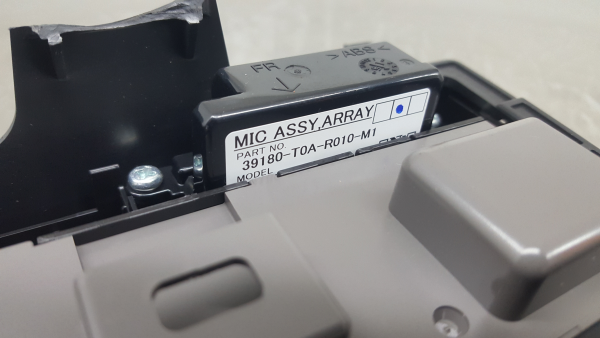 FR >ABS<
MIC ASSY,ARRAY
PART NO.
39180-T0A-R010-M1
MODEL